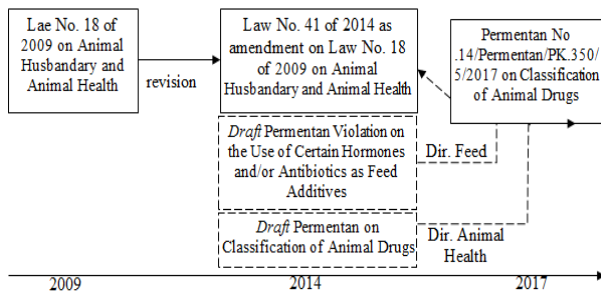 Lae No. 18 of
2009 on Animal
Husbandary and
Animal Health
revision
Law No. 41 of 2014 as
amendment on Law No. 18
of 2009 on Animal
Husbandary and Animal Health
Permentan No
.14/Permentan/PK.350/
5/2017 on Classification
of Animal Drugs
Draft Permentan Violation on
the Use of Certain Hormones
and/or Antibiotics as Feed
Additives
Dir. Feed
Draft Permentan on
Classification of Animal Drugs
Dir. Animal
Health
2009
2014
2017